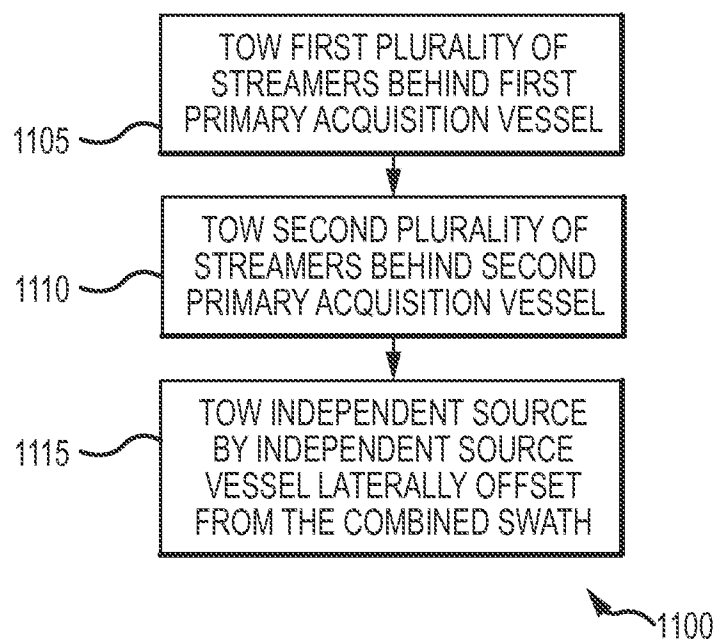 TOW FIRST PLURALITY OF
STREAMERS BEHIND FIRST
PRIMARY ACQUISITION VESSEL
1105
TOW SECOND PLURALITY OF
STREAMERS BEHIND SECOND
PRIMARY ACQUISITION VESSEL
1110
TOW INDEPENDENT SOURCE
BY INDEPENDENT SOURCE
VESSEL LATERALLY OFFSET
FROM THE COMBINED SWATH
1115
1100